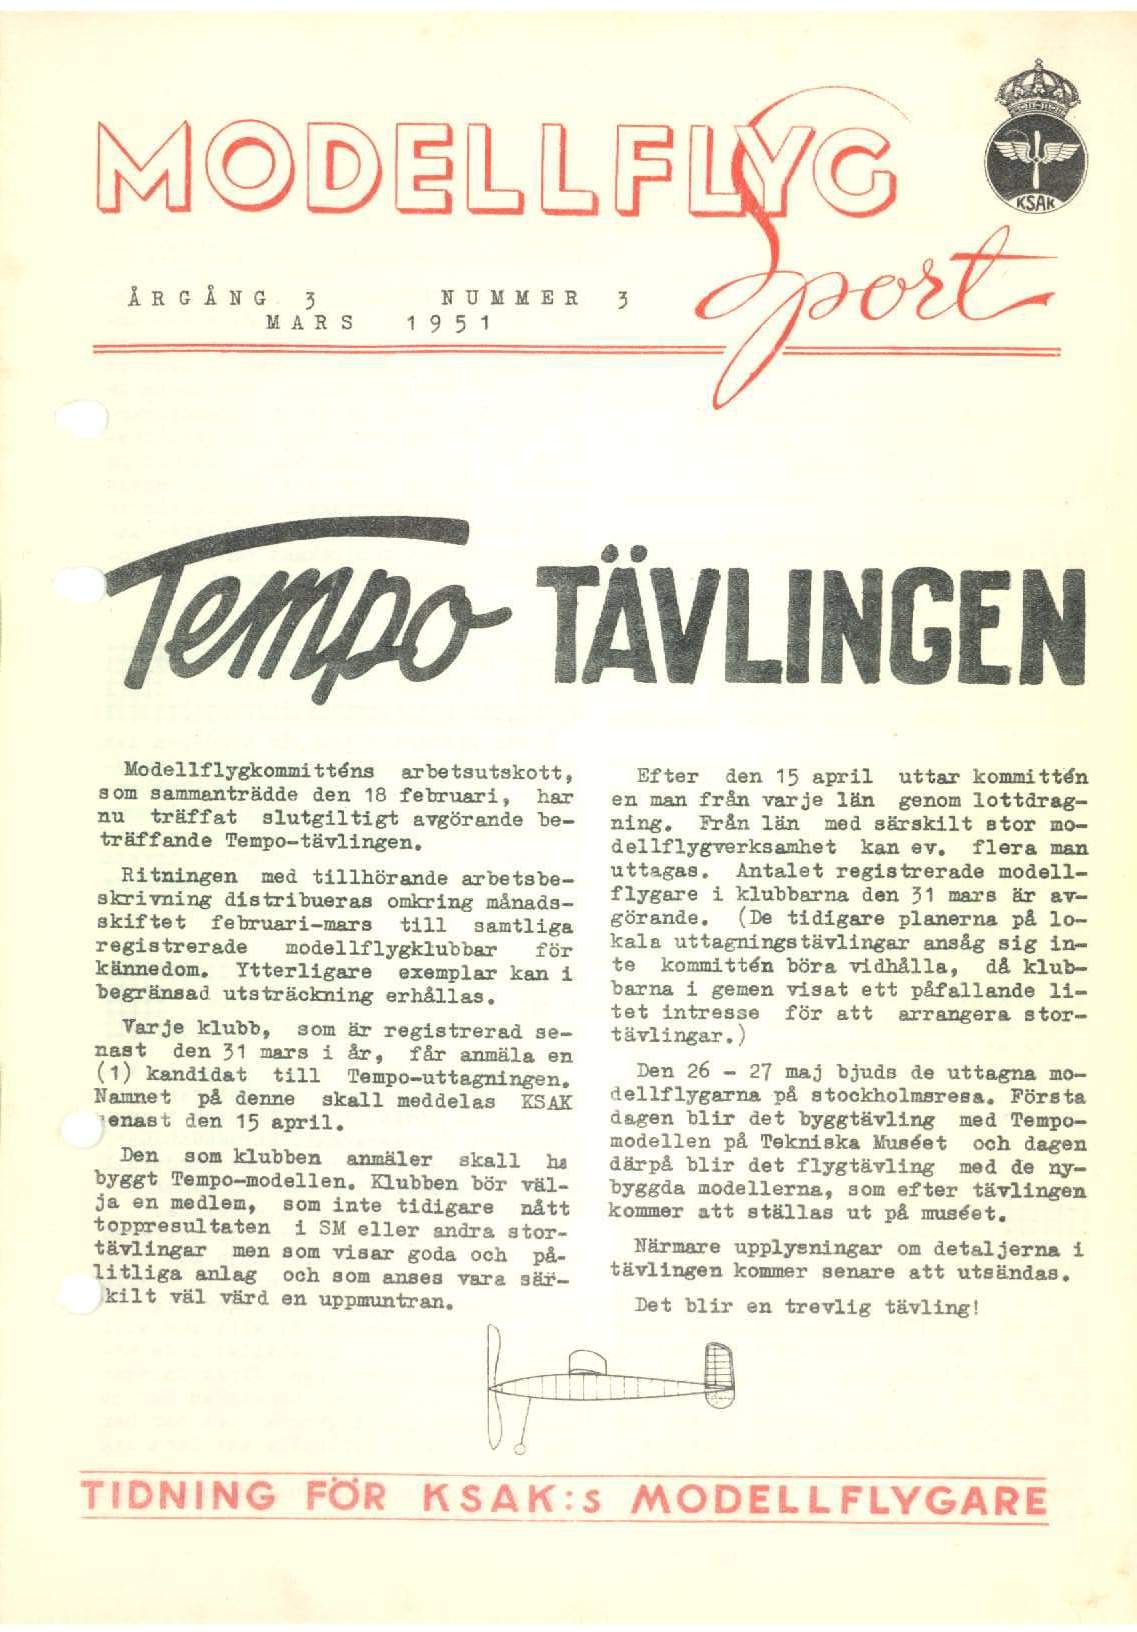 MODELLFLYG
Sport
KSAK
ÅRGÅNG 3 NUMMER 3
MARS 1951
Tempo TÄVLINGEN
Modellflygkommitténs arbetsutskott,
som sammanträdde den 18 februari, har
nu träffat slutgiltigt avgörande be-
träffande Tempo-tävlingen.
Ritningen med tillhörande arbetsbe-
skrivning distribueras omkring månads-
skiftet februari-mars till samtliga
registrerade modellflygklubbar för
kännedom. Ytterligare exemplar kan i
begränsad utsträckning erhållas.
Varje klubb, som är registrerad se-
nast den 31 mars i år, får anmäla en
(1) kandidat till Tempo-uttagningen.
Namnet på denne skall meddelas KSAK
enast den 15 april.
Den som klubben anmäler skall ha
byggt Tempo-modellen. Klubben bör väl-
ja en medlem, som inte tidigare nått
toppresultaten i SM eller andra stor-
tävlingar men som visar goda och på-
litliga anlag och som anses vara sär-
kilt väl värd en uppmuntran.
Efter den 15 april uttar kommittén
en man från varje län genom lottdrag-
ning. Från län med särskilt stor mo-
dellflygverksamhet kan ev. flera man
uttagas. Antalet registrerade modell-
flygare i klubbarna den 31 mars är av-
görande. (De tidigare planerna på lo-
kala uttagningstävlingar ansåg sig in-
te kommittén böra vidhålla, då klub-
barna i gemen visat ett påfallande li-
tet intresse för att arrangera stor-
tävlingar.)
Den 26 - 27 maj bjuds de uttagna mo-
dellflygarna på stockholmsresa. Första
dagen blir det byggtävling med Tempo-
modellen på Tekniska Muséet och dagen
därpå blir det flygtävling med de ny-
byggda modellerna, som efter tävlingen
kommer att ställas ut på muséet.
Närmare upplysningar om detaljerna i
tävlingen kommer senare att utsändas.
Det blir en trevlig tävling!
TIDNING FÖR KSAK:s MODELLFLYGARE